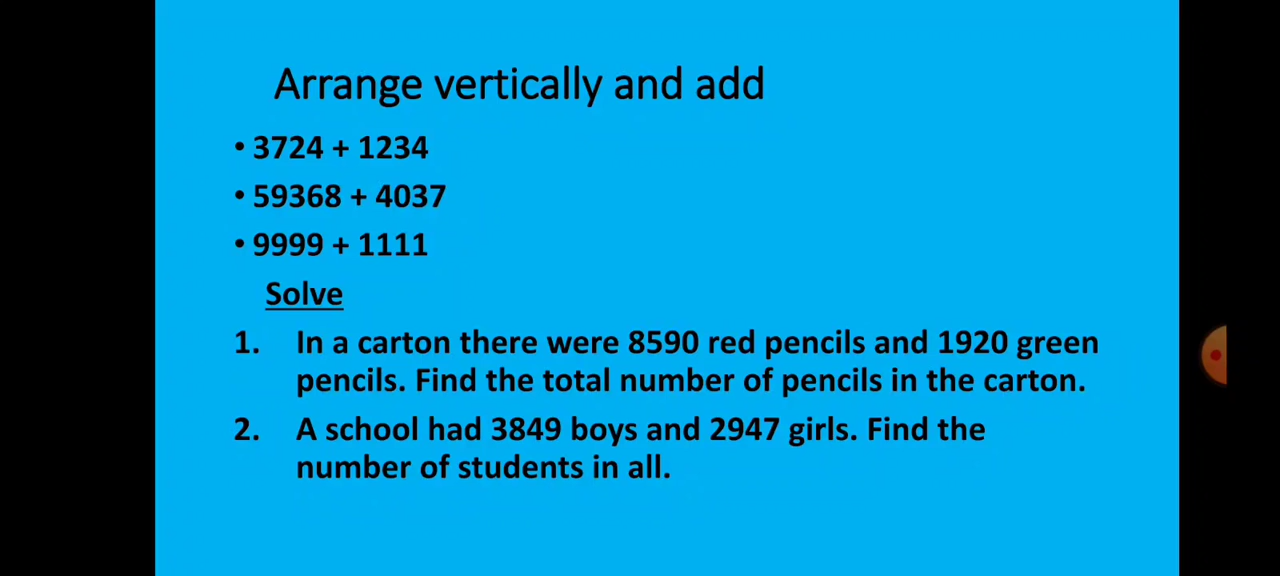 Arrange vertically and add
• 3724 + 1234
• 59368 + 4037
• 9999 + 1111
Solve
1. In a carton there were 8590 red pencils and 1920 green
pencils. Find the total number of pencils in the carton.
2. A school had 3849 boys and 2947 girls. Find the
number of students in all.